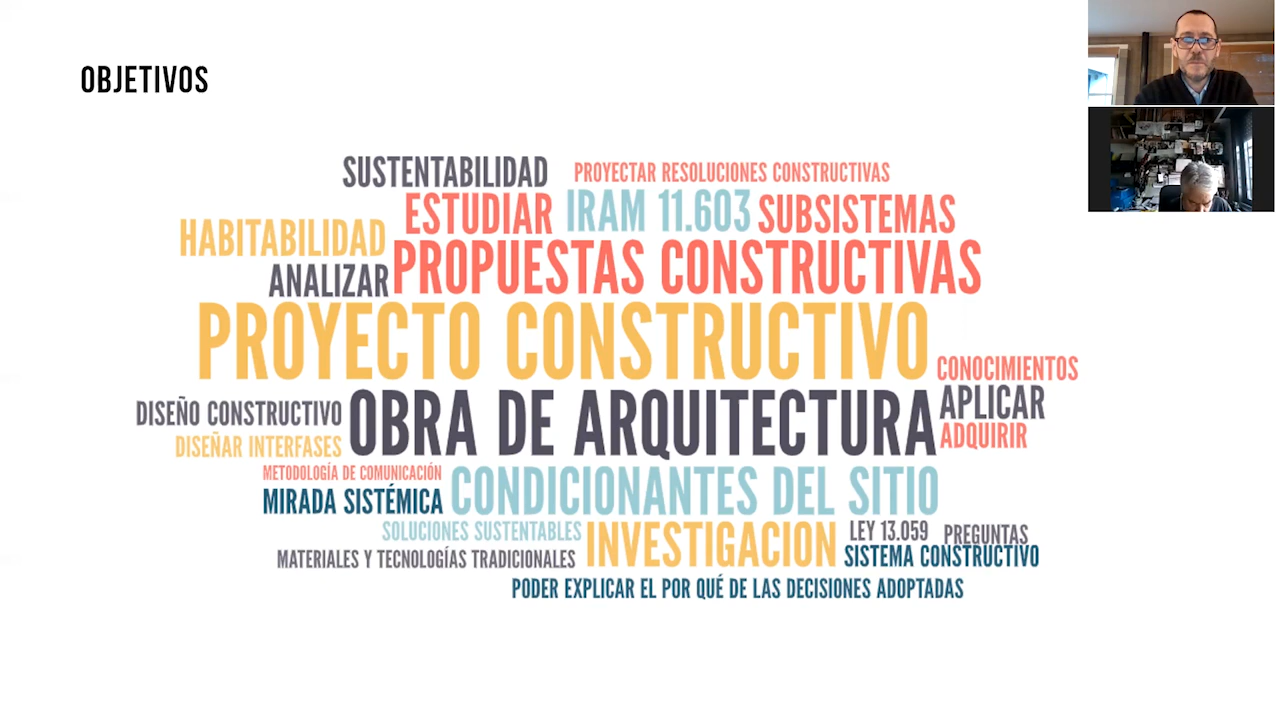 OBJETIVOS
SUSTENTABILIDAD
PROYECTAR RESOLUCIONES CONSTRUCTIVAS
HABITABILIDAD
ESTUDIAR
IRAM 11.603
SUBSISTEMAS
ANALIZAR
PROPUESTAS CONSTRUCTIVAS
PROYECTO CONSTRUCTIVO
CONOCIMIENTOS
DISEÑO CONSTRUCTIVO
OBRA DE ARQUITECTURA
APLICAR
DISEÑAR INTERFASES
ADQUIRIR
METODOLOGÍA DE COMUNICACIÓN
MIRADA SISTÉMICA
CONDICIONANTES DEL SITIO
SOLUCIONES SUSTENTABLES
INVESTIGACION
LEY 13.059
PREGUNTAS
MATERIALES Y TECNOLOGÍAS TRADICIONALES
SISTEMA CONSTRUCTIVO
PODER EXPLICAR EL POR QUÉ DE LAS DECISIONES ADOPTADAS